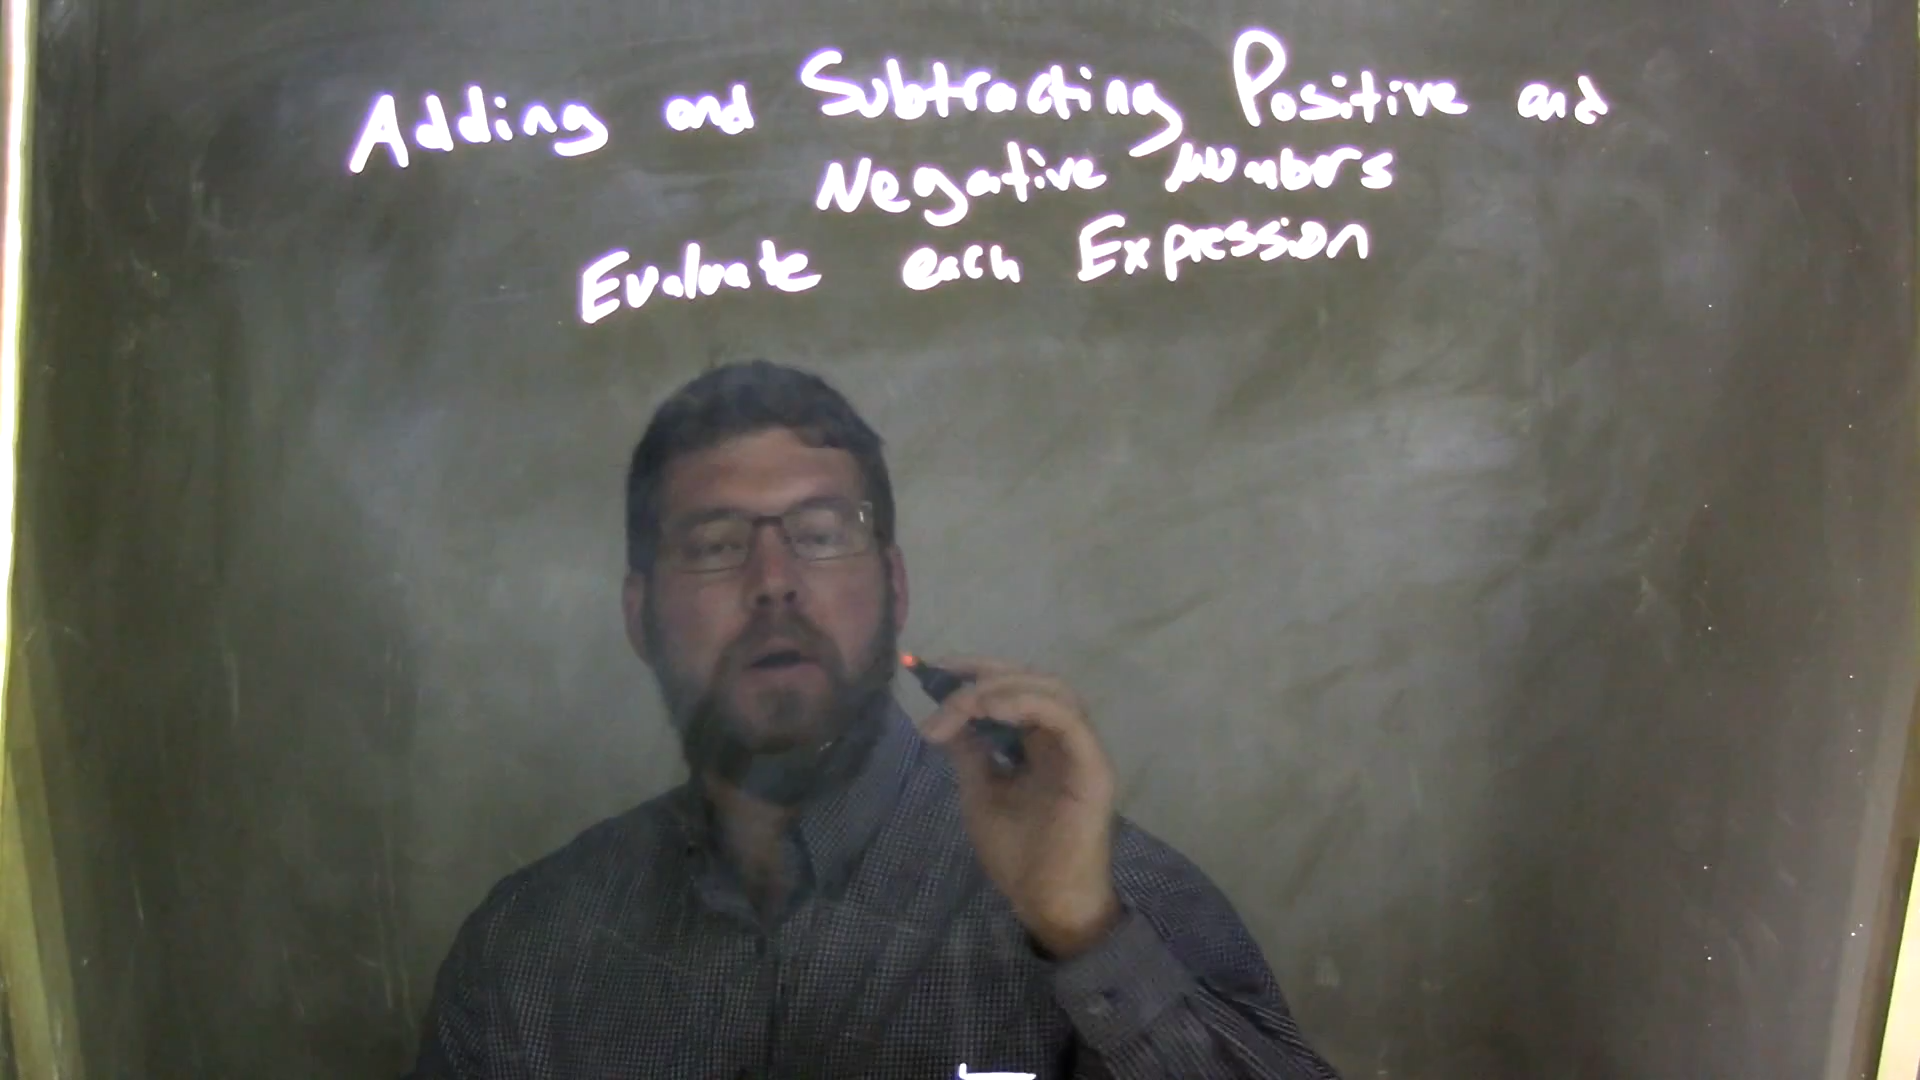 Adding and Subtracting Positive and
Negative Numbers
Evaluate each Expression